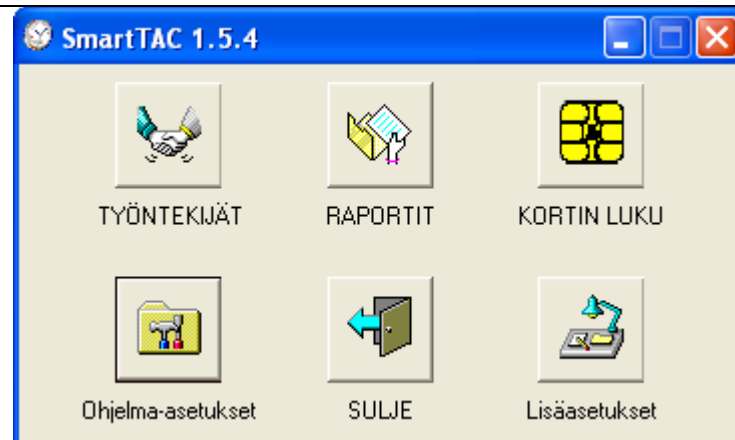 SmartTAC 1.5.4
TYÖNTEKIJÄT RAPORTIT KORTIN LUKU
Ohjelma-asetukset SULJE Lisäasetukset